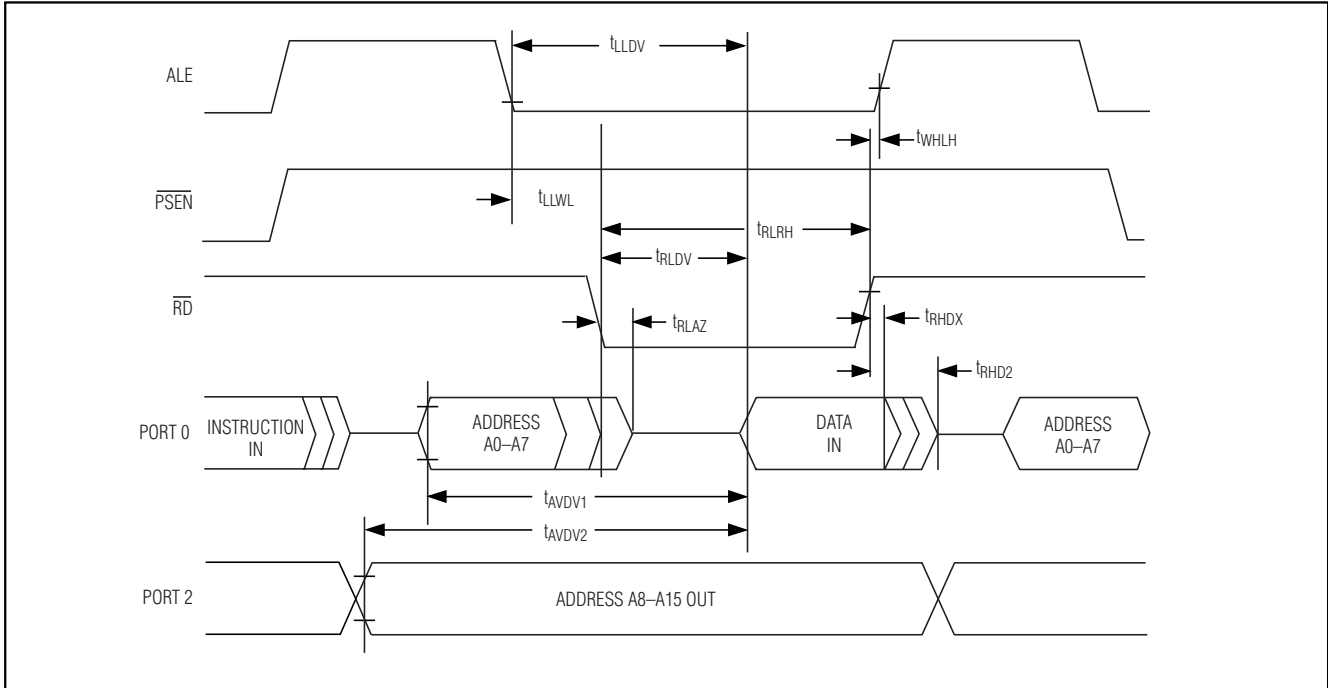 ALE
tLLDV
tWHLH
PSEN
tLLWL
tRLRH
tRLDV
RD
tRLAZ
tRHDX
tRHD2
PORT 0
INSTRUCTION
IN
ADDRESS
A0–A7
DATA
IN
ADDRESS
A0–A7
tAVDV1
tAVDV2
PORT 2
ADDRESS A8–A15 OUT